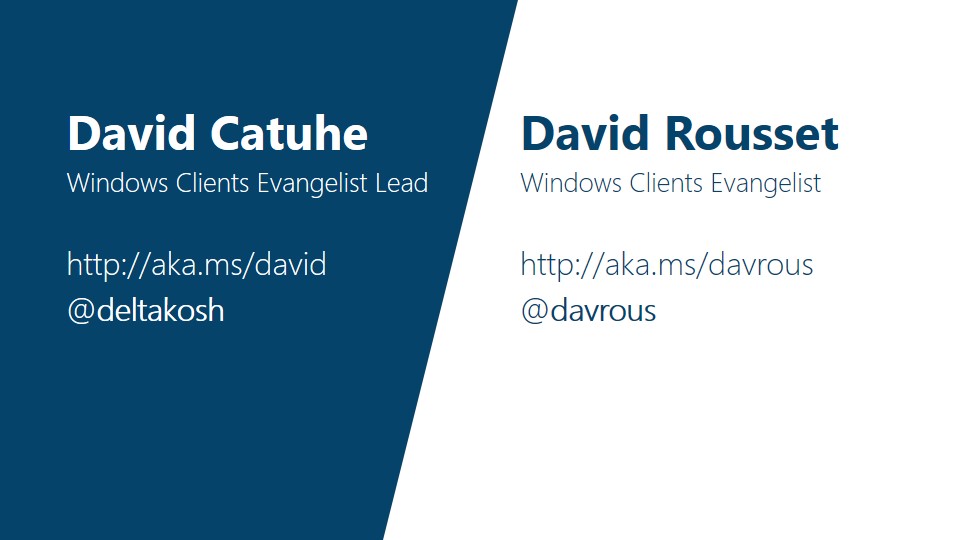 David Catuhe
Windows Clients Evangelist Lead
http://aka.ms/david
@deltakosh
David Rousset
Windows Clients Evangelist
http://aka.ms/davrous
@davrous